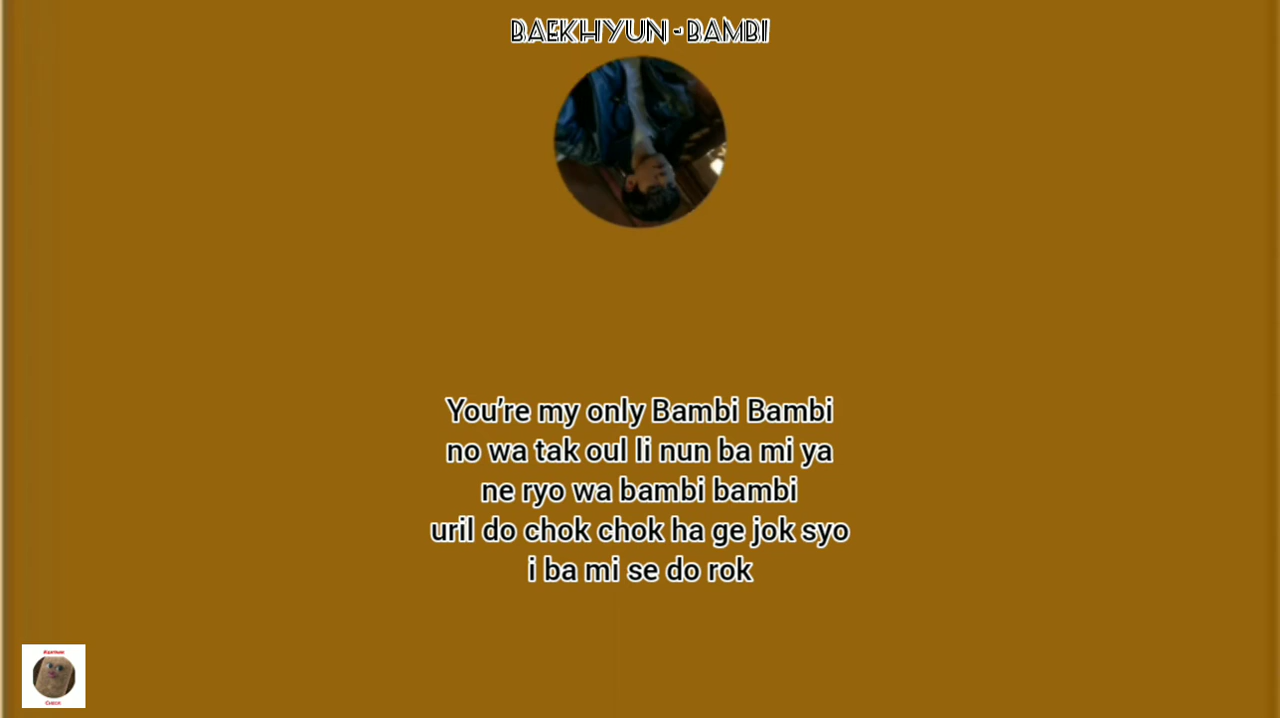 BAEKHYUN - BAMBI
You're my only Bambi Bambi
no wa tak oul li nun ba mi ya
ne ryo wa bambi bambi
uril do chok chok ha ge jok syo
i ba mi se do rok
Check